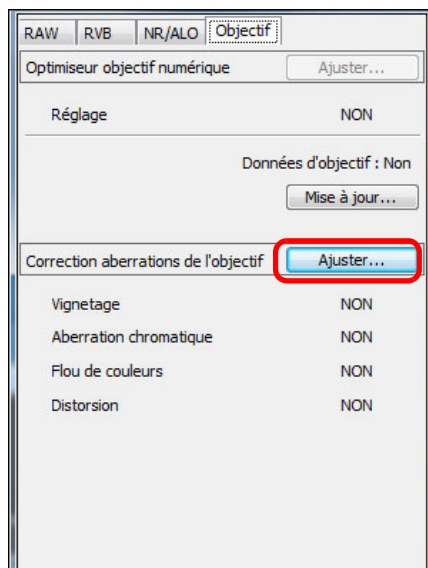 RAW RVB NR/ALO Objectif
Optimiseur objectif numérique Ajuster...
Réglage NON
Données d'objectif : Non
Mise à jour...
Correction aberrations de l'objectif Ajuster...
Vignetage NON
Aberration chromatique NON
Flou de couleurs NON
Distorsion NON